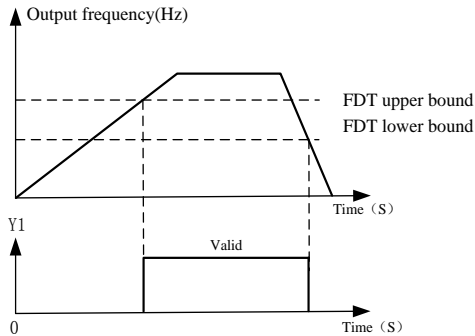 Output frequency(Hz)
FDT upper bound
FDT lower bound
Time（S）
Y1
Valid
0
Time（S）